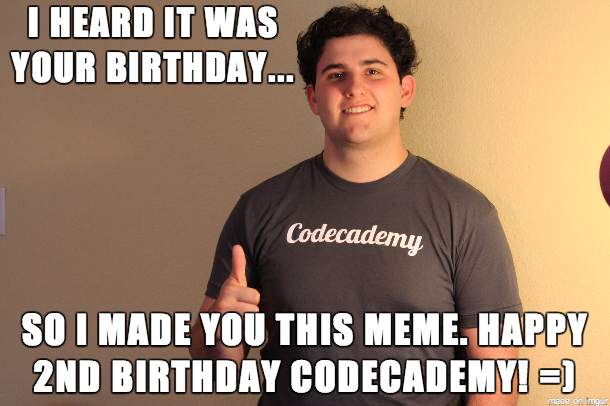 I HEARD IT WAS
YOUR BIRTHDAY...
Codecademy
SO I MADE YOU THIS MEME. HAPPY
2ND BIRTHDAY CODECADEMY! =)
made on imgur